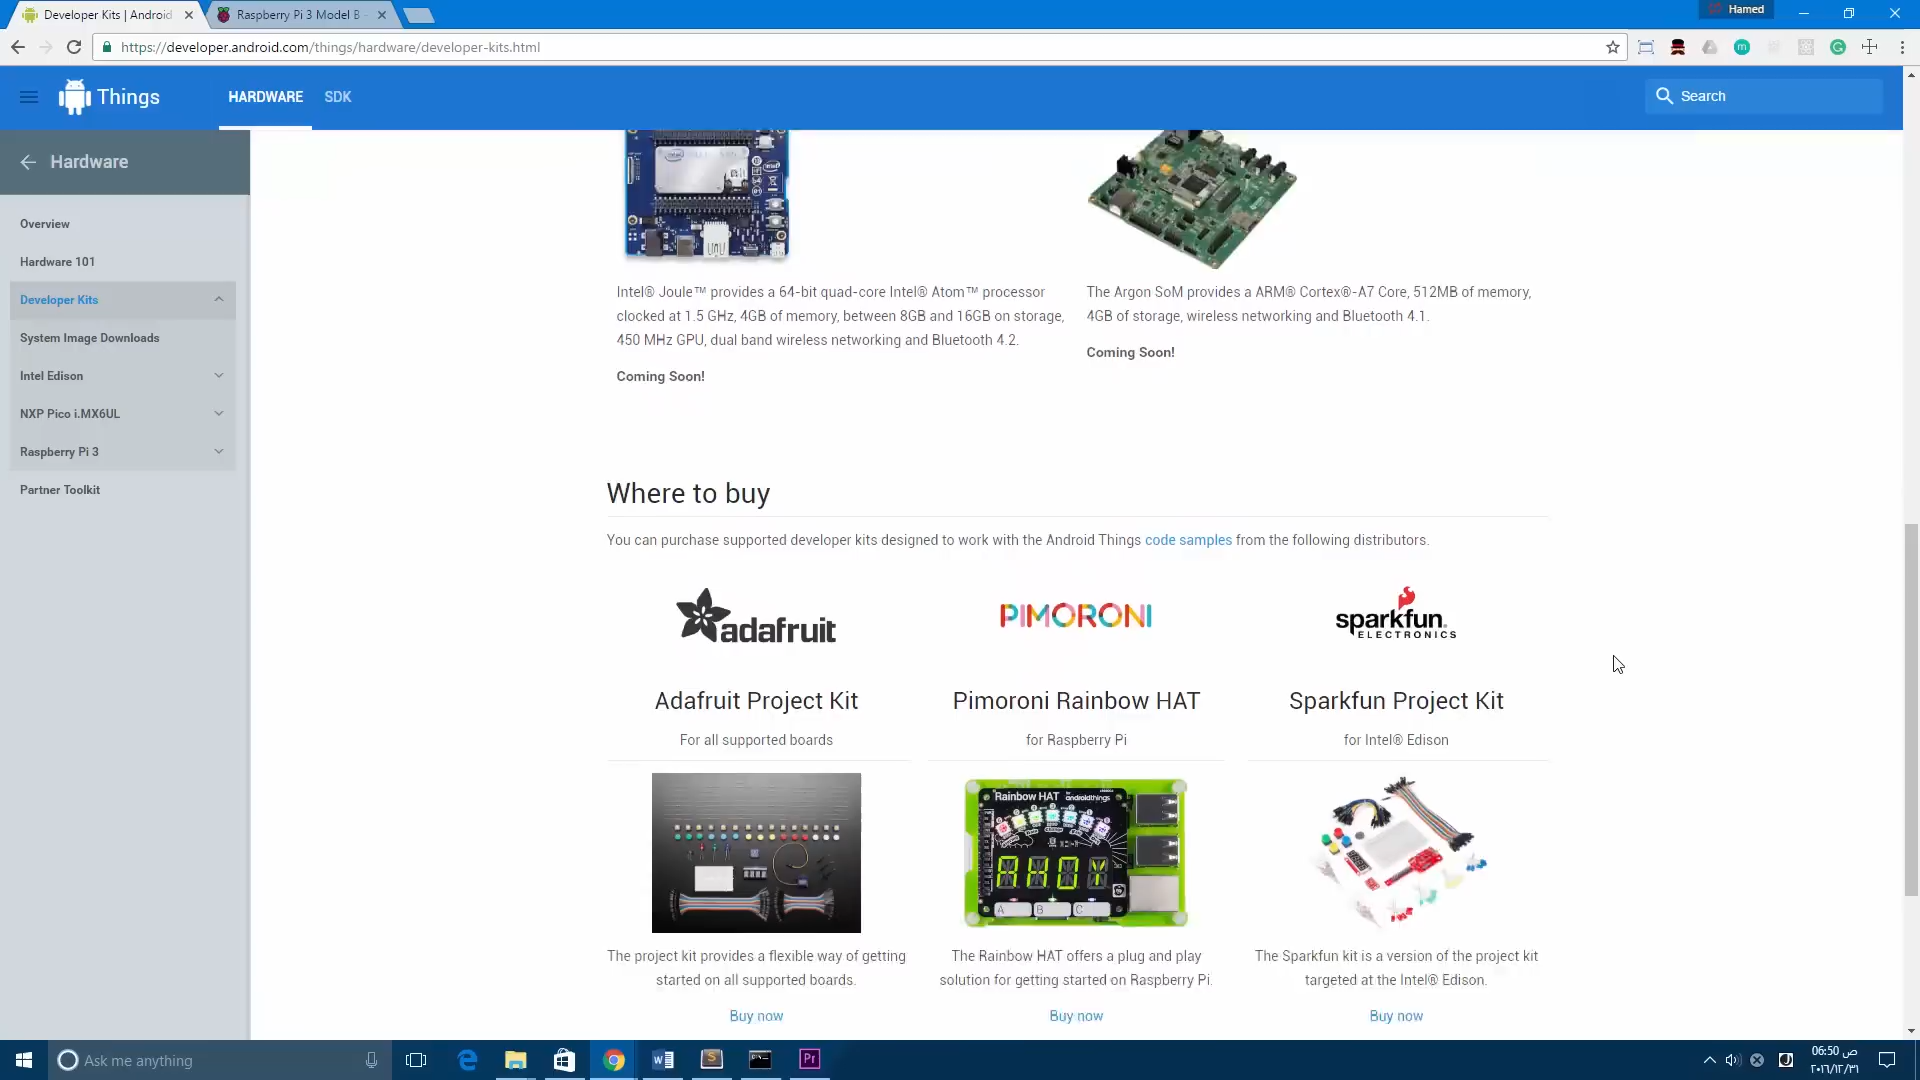 Developer Kits | Android
Raspberry Pi 3 Model B -
Hamed
https://developer.android.com/things/hardware/developer-kits.html
Things
HARDWARE
SDK
Search
Hardware
Overview
Hardware 101
Developer Kits
System Image Downloads
Intel Edison
NXP Pico i.MX6UL
Raspberry Pi 3
Partner Toolkit
Intel® Joule™ provides a 64-bit quad-core Intel® Atom™ processor
clocked at 1.5 GHz, 4GB of memory, between 8GB and 16GB on storage,
450 MHz GPU, dual band wireless networking and Bluetooth 4.2.
Coming Soon!
The Argon SoM provides a ARM® Cortex®-A7 Core, 512MB of memory,
4GB of storage, wireless networking and Bluetooth 4.1.
Coming Soon!
Where to buy
You can purchase supported developer kits designed to work with the Android Things code samples from the following distributors.
adafruit
PIMORONI
sparkfun
ELECTRONICS
Adafruit Project Kit
For all supported boards
Pimoroni Rainbow HAT
for Raspberry Pi
Sparkfun Project Kit
for Intel® Edison
Rainbow HAT for androidthings
AHOY
A B C
The project kit provides a flexible way of getting
started on all supported boards.
Buy now
The Rainbow HAT offers a plug and play
solution for getting started on Raspberry Pi.
Buy now
The Sparkfun kit is a version of the project kit
targeted at the Intel® Edison.
Buy now
Ask me anything
06:50 ص
٢٠١٦/١٢/٣١